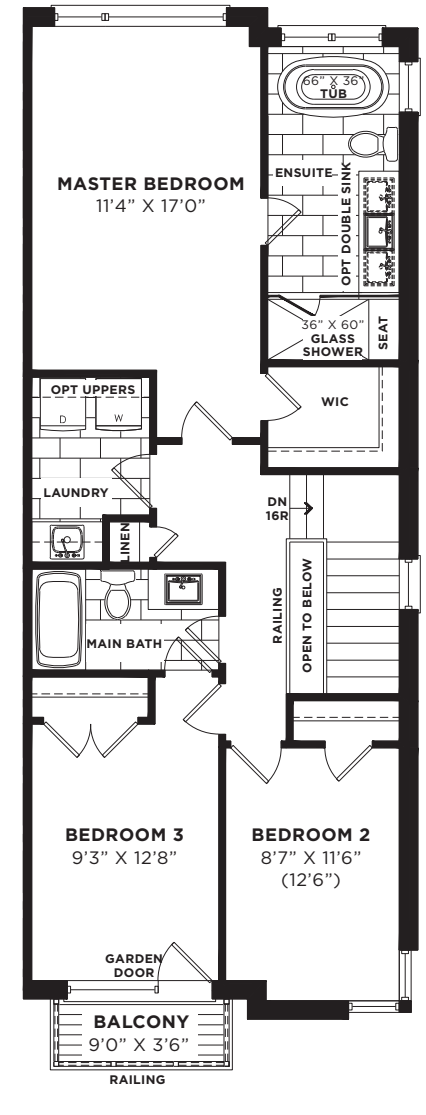 66" X 36"
TUB
ENSUITE
OPT DOUBLE SINK
MASTER BEDROOM
11'4" X 17'0"
36" X 60"
GLASS
SHOWER
SEAT
OPT UPPERS
D
W
WIC
LAUNDRY
LINEN
DN
16R
RAILING
OPEN TO BELOW
MAIN BATH
BEDROOM 3
9'3" X 12'8"
BEDROOM 2
8'7" X 11'6"
(12'6")
GARDEN
DOOR
BALCONY
9'0" X 3'6"
RAILING